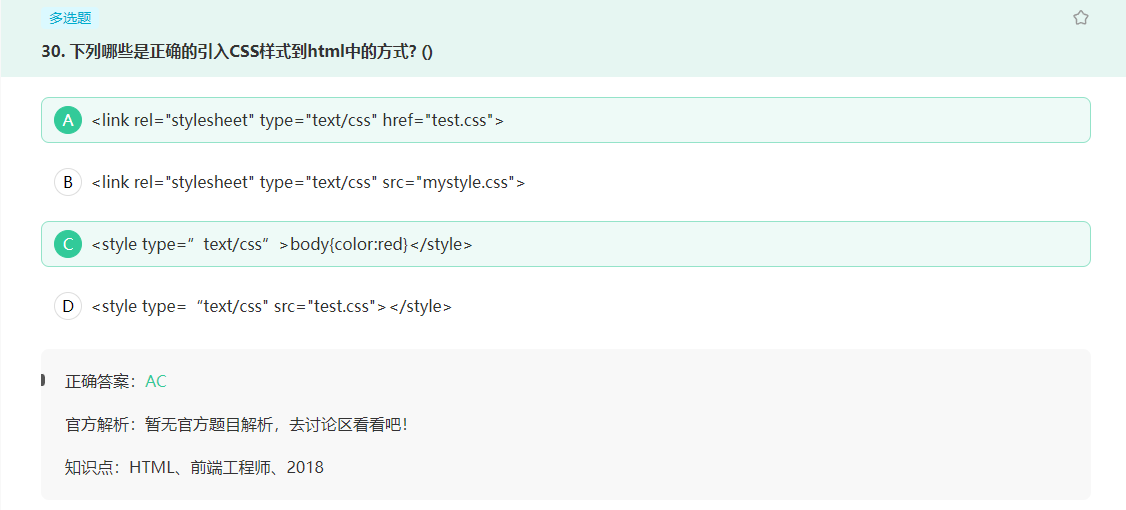 多选题
30. 下列哪些是正确的引入CSS样式到html中的方式? ()
A <link rel="stylesheet" type="text/css" href="test.css">
B <link rel="stylesheet" type="text/css" src="mystyle.css">
C <style type=”text/css”>body{color:red}</style>
D <style type=“text/css" src="test.css"></style>
正确答案：AC
官方解析：暂无官方题目解析，去讨论区看看吧！
知识点：HTML、前端工程师、2018